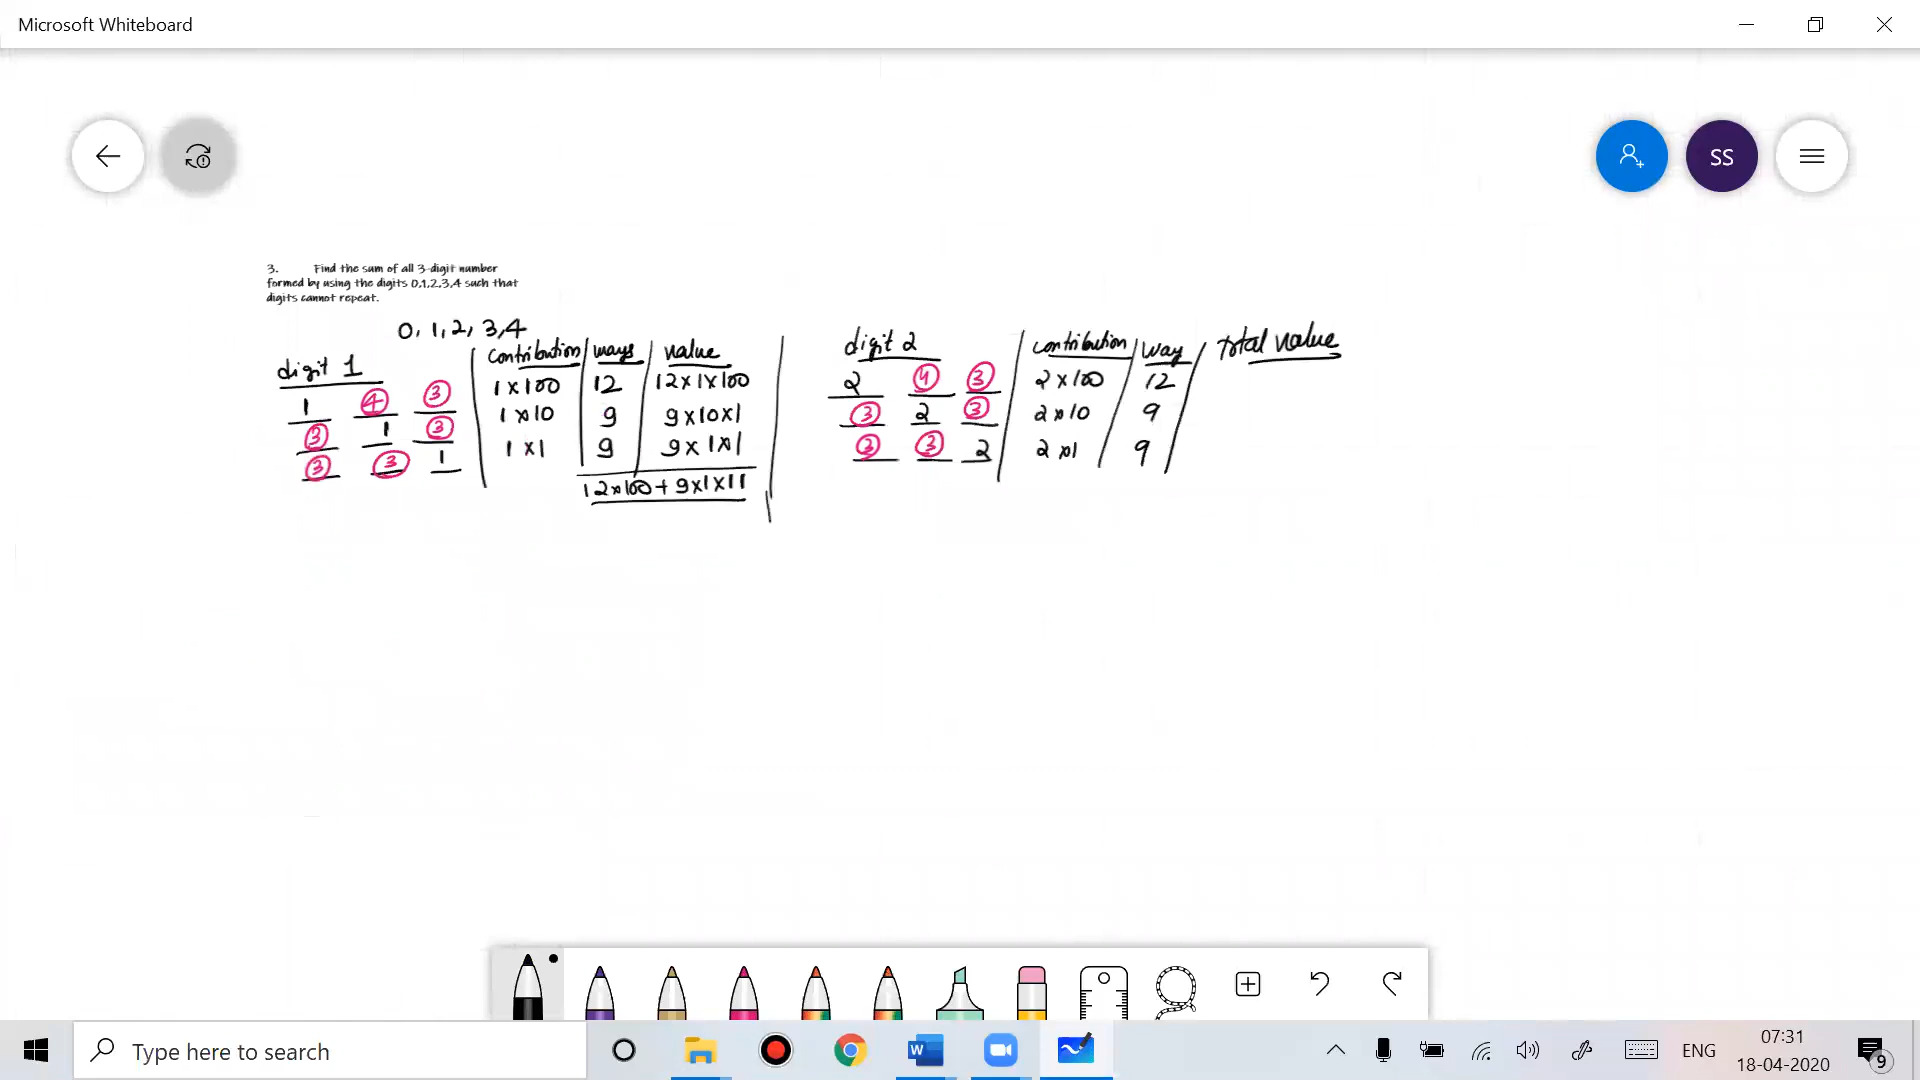 Microsoft Whiteboard
SS
3. Find the sum of all 3-digit number
formed by using the digits 0,1,2,3,4 such that
digits cannot repeat.
0, 1, 2, 3, 4
digit 1 contribution ways value
1 4 3 1 x 100 12 12 x 1 x 100
3 1 3 1 x 10 9 9 x 10 x 1
3 3 1 1 x 1 9 9 x 1 x 1
12 x 100 + 9 x 1 x 11
digit 2 contribution way total value
2 4 3 2 x 100 12
3 2 3 2 x 10 9
3 3 2 2 x 1 9
Type here to search
ENG
07:31
18-04-2020
9